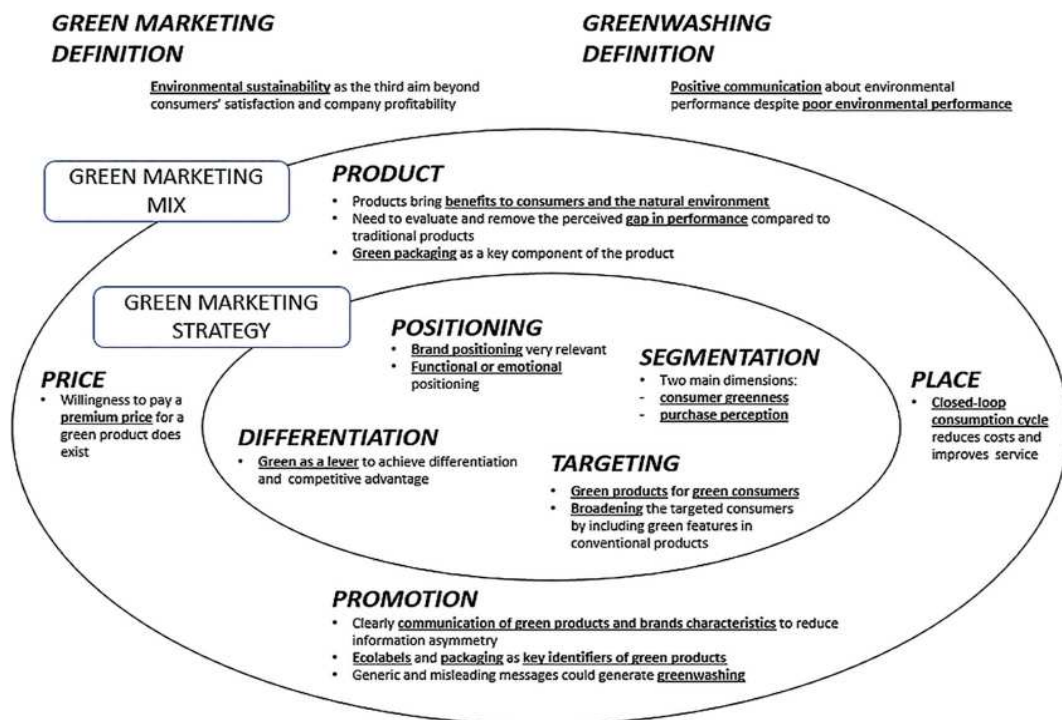 GREEN MARKETING
DEFINITION
Environmental sustainability as the third aim beyond
consumers' satisfaction and company profitability
GREENWASHING
DEFINITION
Positive communication about environmental
performance despite poor environmental performance
GREEN MARKETING
MIX
PRODUCT
• Products bring benefits to consumers and the natural environment
• Need to evaluate and remove the perceived gap in performance compared to
traditional products
• Green packaging as a key component of the product
GREEN MARKETING
STRATEGY
POSITIONING
• Brand positioning very relevant
• Functional or emotional
positioning
SEGMENTATION
• Two main dimensions:
- consumer greenness
- purchase perception
PRICE
• Willingness to pay a
premium price for a
green product does
exist
PLACE
• Closed-loop
consumption cycle
reduces costs and
improves service
DIFFERENTIATION
• Green as a lever to achieve differentiation
and competitive advantage
TARGETING
• Green products for green consumers
• Broadening the targeted consumers
by including green features in
conventional products
PROMOTION
• Clearly communication of green products and brands characteristics to reduce
information asymmetry
• Ecolabels and packaging as key identifiers of green products
• Generic and misleading messages could generate greenwashing